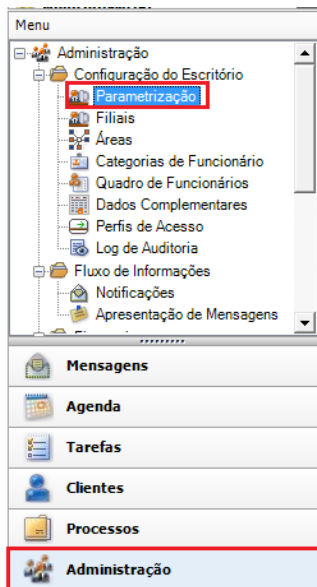 Menu
Administração
Configuração do Escritório
Parametrização
Filiais
Áreas
Categorias de Funcionário
Quadro de Funcionários
Dados Complementares
Perfis de Acesso
Log de Auditoria
Fluxo de Informações
Notificações
Apresentação de Mensagens
Mensagens
Agenda
Tarefas
Clientes
Processos
Administração